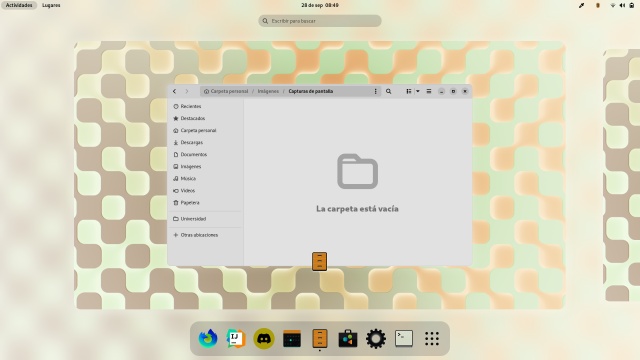 Actividades Lugares 28 de sep 08:49
Escribir para buscar
Carpeta personal / Imágenes / Capturas de pantalla
Recientes
Destacados
Carpeta personal
Descargas
Documentos
Imágenes
Música
Vídeos
Papelera
Universidad
Otras ubicaciones
La carpeta está vacía
IJ